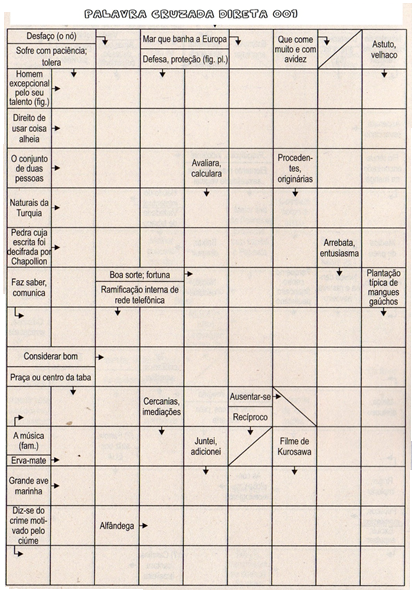 PALAVRA CRUZADA DIRETA 001
Desfaço (o nó)
Sofre com paciência;
tolera
Mar que banha a Europa
Defesa, proteção (fig. pl.)
Que come
muito e com
avidez
Astuto,
velhaco
Homem
excepcional
pelo seu
talento (fig.)
Direito de
usar coisa
alheia
O conjunto
de duas
pessoas
Avaliara,
calculara
Proceden-
tes,
originárias
Naturais da
Turquia
Pedra cuja
escrita foi
decifrada por
Chapollion
Arrebata,
entusiasma
Faz saber,
comunica
Boa sorte; fortuna
Ramificação interna de
rede telefônica
Plantação
típica de
mangues
gaúchos
Considerar bom
Praça ou centro da taba
Cercanias,
imediações
Ausentar-se
Recíproco
A música
(fam.)
Erva-mate
Juntei,
adicionei
Filme de
Kurosawa
Grande ave
marinha
Diz-se do
crime moti-
vado pelo
ciúme
Alfândega